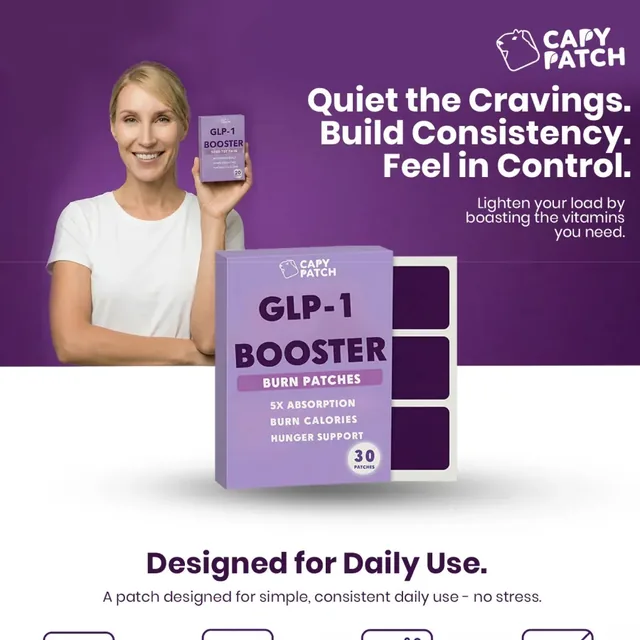 CAPY
PATCH
Quiet the Cravings.
Build Consistency.
Feel in Control.
Lighten your load by
boasting the vitamins
you need.
GLP-1
BOOSTER
CAPY
PATCH
GLP-1
BOOSTER
BURN PATCHES
5X ABSORPTION
BURN CALORIES
HUNGER SUPPORT
30
PATCHES
Designed for Daily Use.
A patch designed for simple, consistent daily use - no stress.